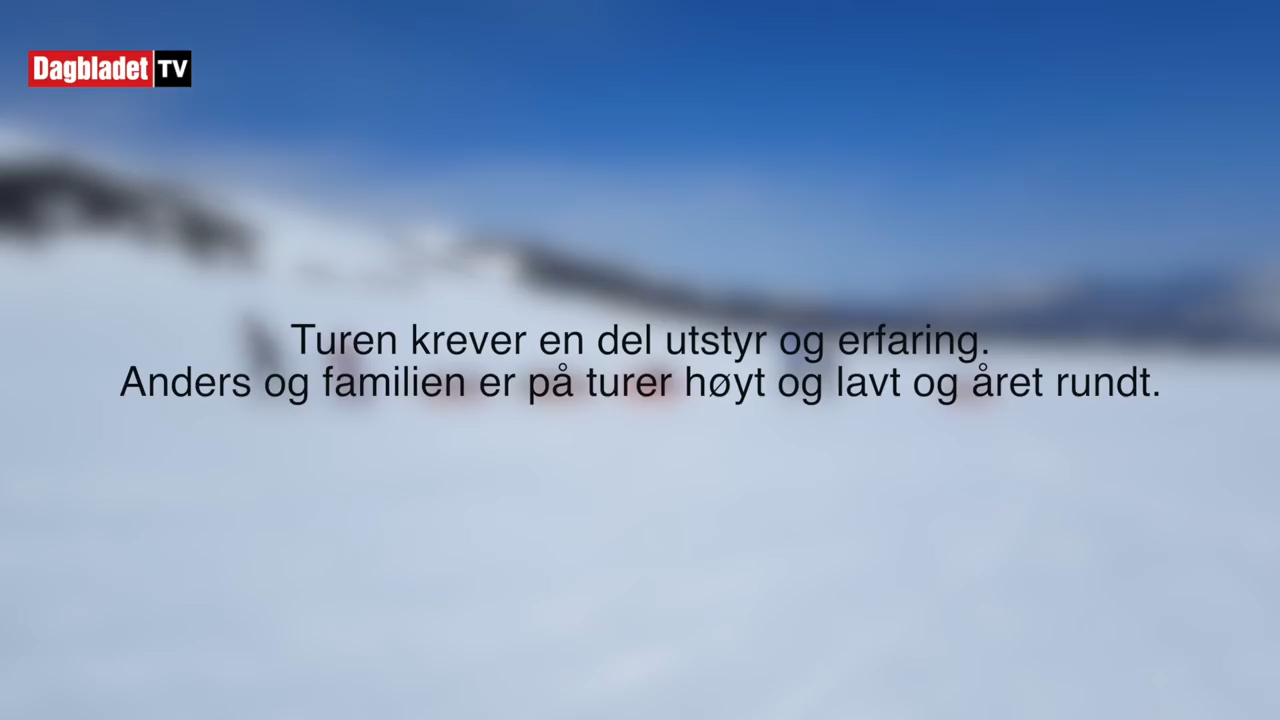 Dagbladet TV
Turen krever en del utstyr og erfaring.
Anders og familien er på turer høyt og lavt og året rundt.